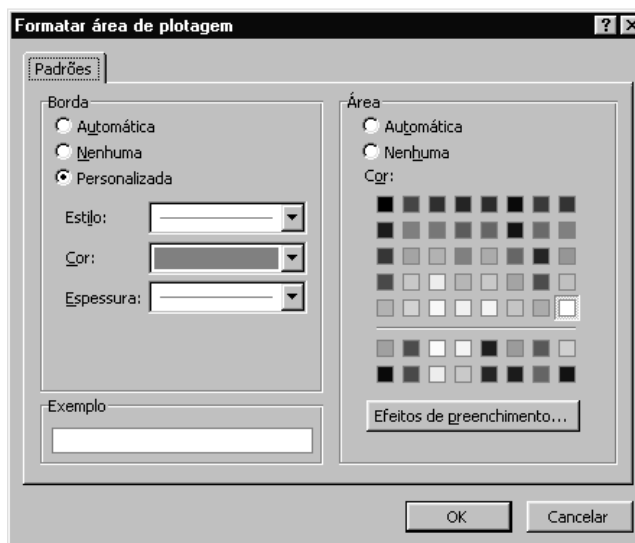 Formatar área de plotagem
Padrões
Borda
Automática
Nenhuma
Personalizada
Estilo:
Cor:
Espessura:
Exemplo
Área
Automática
Nenhuma
Cor:
Efeitos de preenchimento...
OK
Cancelar